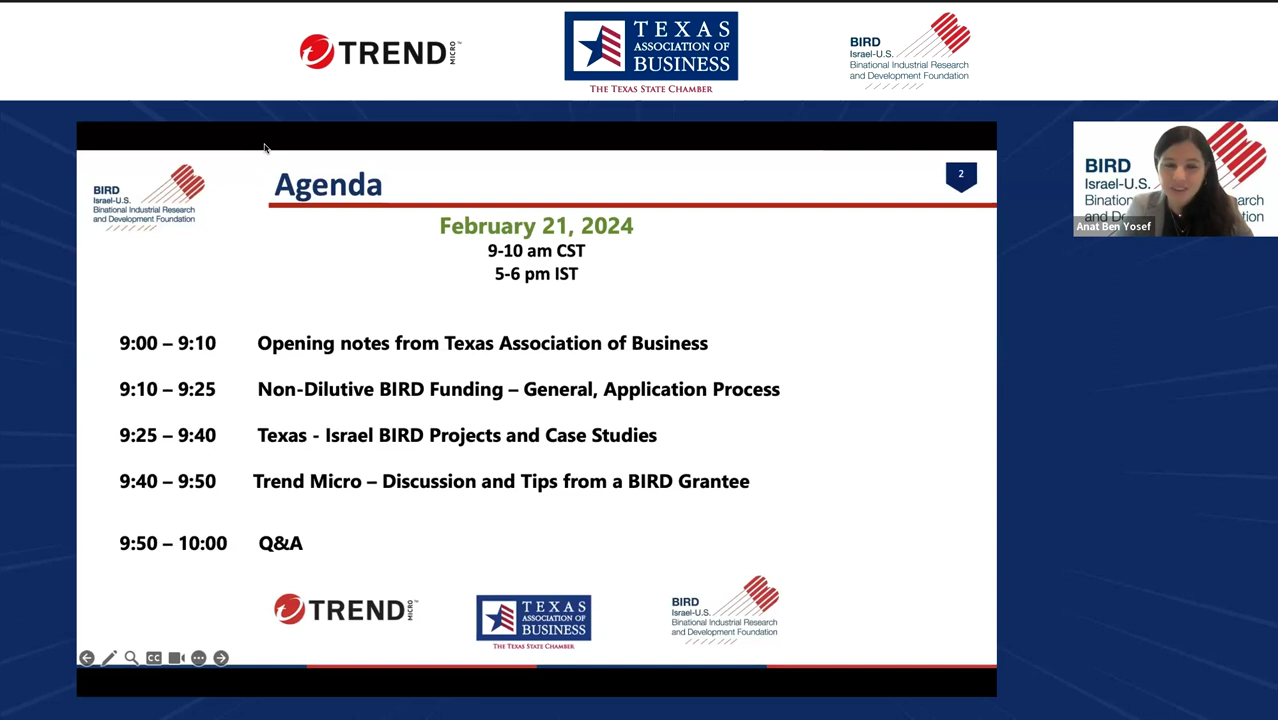 TREND MICRO™
TEXAS
ASSOCIATION OF
BUSINESS
THE TEXAS STATE CHAMBER
BIRD
Israel-U.S.
Binational Industrial Research
and Development Foundation
BIRD
Israel-U.S.
Binational Industrial Research
and Development Foundation
Agenda
2
February 21, 2024
9-10 am CST
5-6 pm IST
BIRD
Israel-U.S.
Anat Ben Yosef
9:00 – 9:10 Opening notes from Texas Association of Business
9:10 – 9:25 Non-Dilutive BIRD Funding – General, Application Process
9:25 – 9:40 Texas - Israel BIRD Projects and Case Studies
9:40 – 9:50 Trend Micro – Discussion and Tips from a BIRD Grantee
9:50 – 10:00 Q&A
TREND MICRO™
TEXAS
ASSOCIATION OF
BUSINESS
THE TEXAS STATE CHAMBER
BIRD
Israel-U.S.
Binational Industrial Research
and Development Foundation
CC